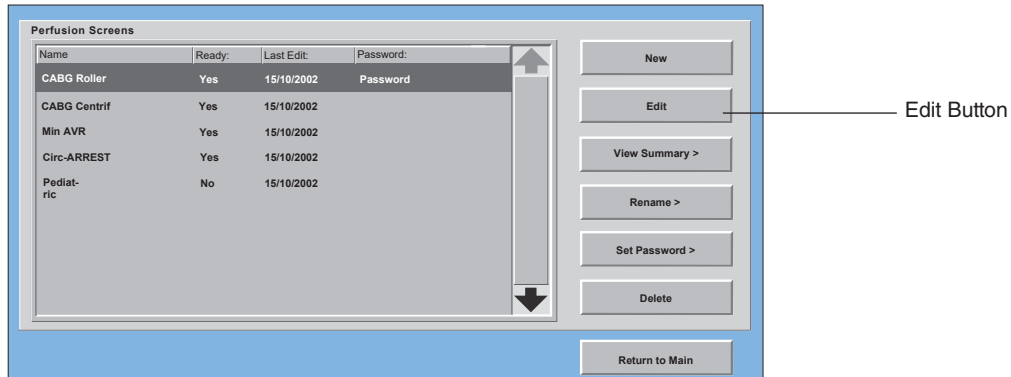 Perfusion Screens
Name Ready: Last Edit: Password:
CABG Roller Yes 15/10/2002 Password
CABG Centrif Yes 15/10/2002
Min AVR Yes 15/10/2002
Circ-ARREST Yes 15/10/2002
Pediat-
ric No 15/10/2002
New
Edit
View Summary >
Rename >
Set Password >
Delete
Return to Main
Edit Button